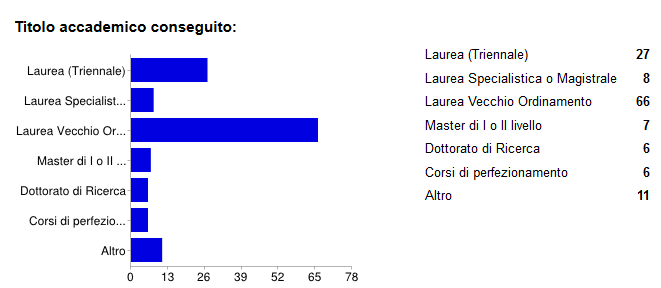 Titolo accademico conseguito:
Laurea (Triennale)
Laurea Specialist...
Laurea Vecchio Or...
Master di I o II ...
Dottorato di Ricerca
Corsi di perfezio...
Altro
0 13 26 39 52 65 78
Laurea (Triennale) 27
Laurea Specialistica o Magistrale 8
Laurea Vecchio Ordinamento 66
Master di I o II livello 7
Dottorato di Ricerca 6
Corsi di perfezionamento 6
Altro 11